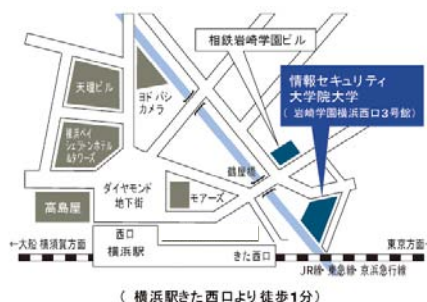 相鉄岩崎学園ビル
情報セキュリティ
大学院大学
( 岩崎学園横浜西口3号館)
天理ビル
ヨドバシ
カメラ
横浜ベイ
シェラトンホテル
&タワーズ
鶴屋橋
ダイヤモンド
地下街
モアーズ
高島屋
西口
横浜駅
きた西口
←大船 横須賀方面
東京方面→
JR線・東急線・京浜急行線
( 横浜駅きた西口より徒歩1分)